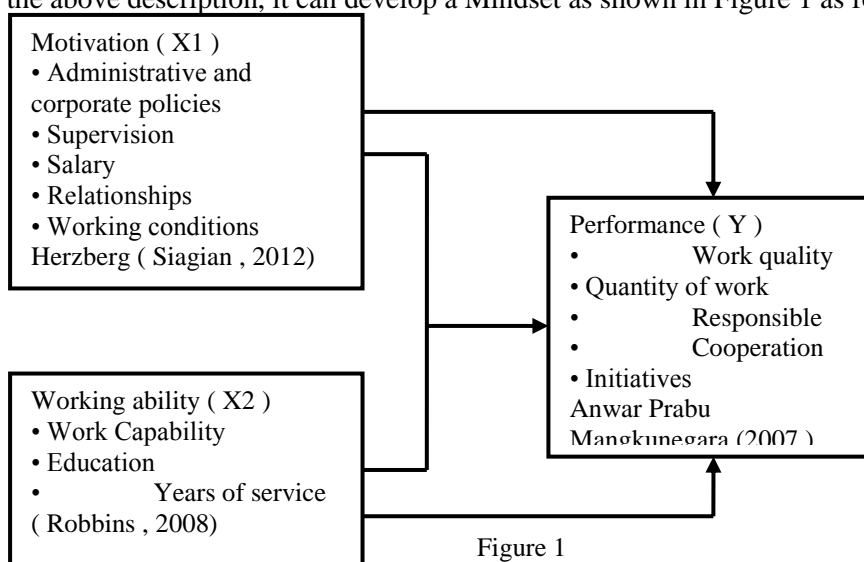 the above description, it can develop a Mindset as shown in Figure 1 as
Motivation ( X1 )
• Administrative and
corporate policies
• Supervision
• Salary
• Relationships
• Working conditions
Herzberg ( Siagian , 2012)
Performance ( Y )
• Work quality
• Quantity of work
• Responsible
• Cooperation
• Initiatives
Anwar Prabu
Mangkunegara (2007 )
Working ability ( X2 )
• Work Capability
• Education
• Years of service
( Robbins , 2008)
Figure 1